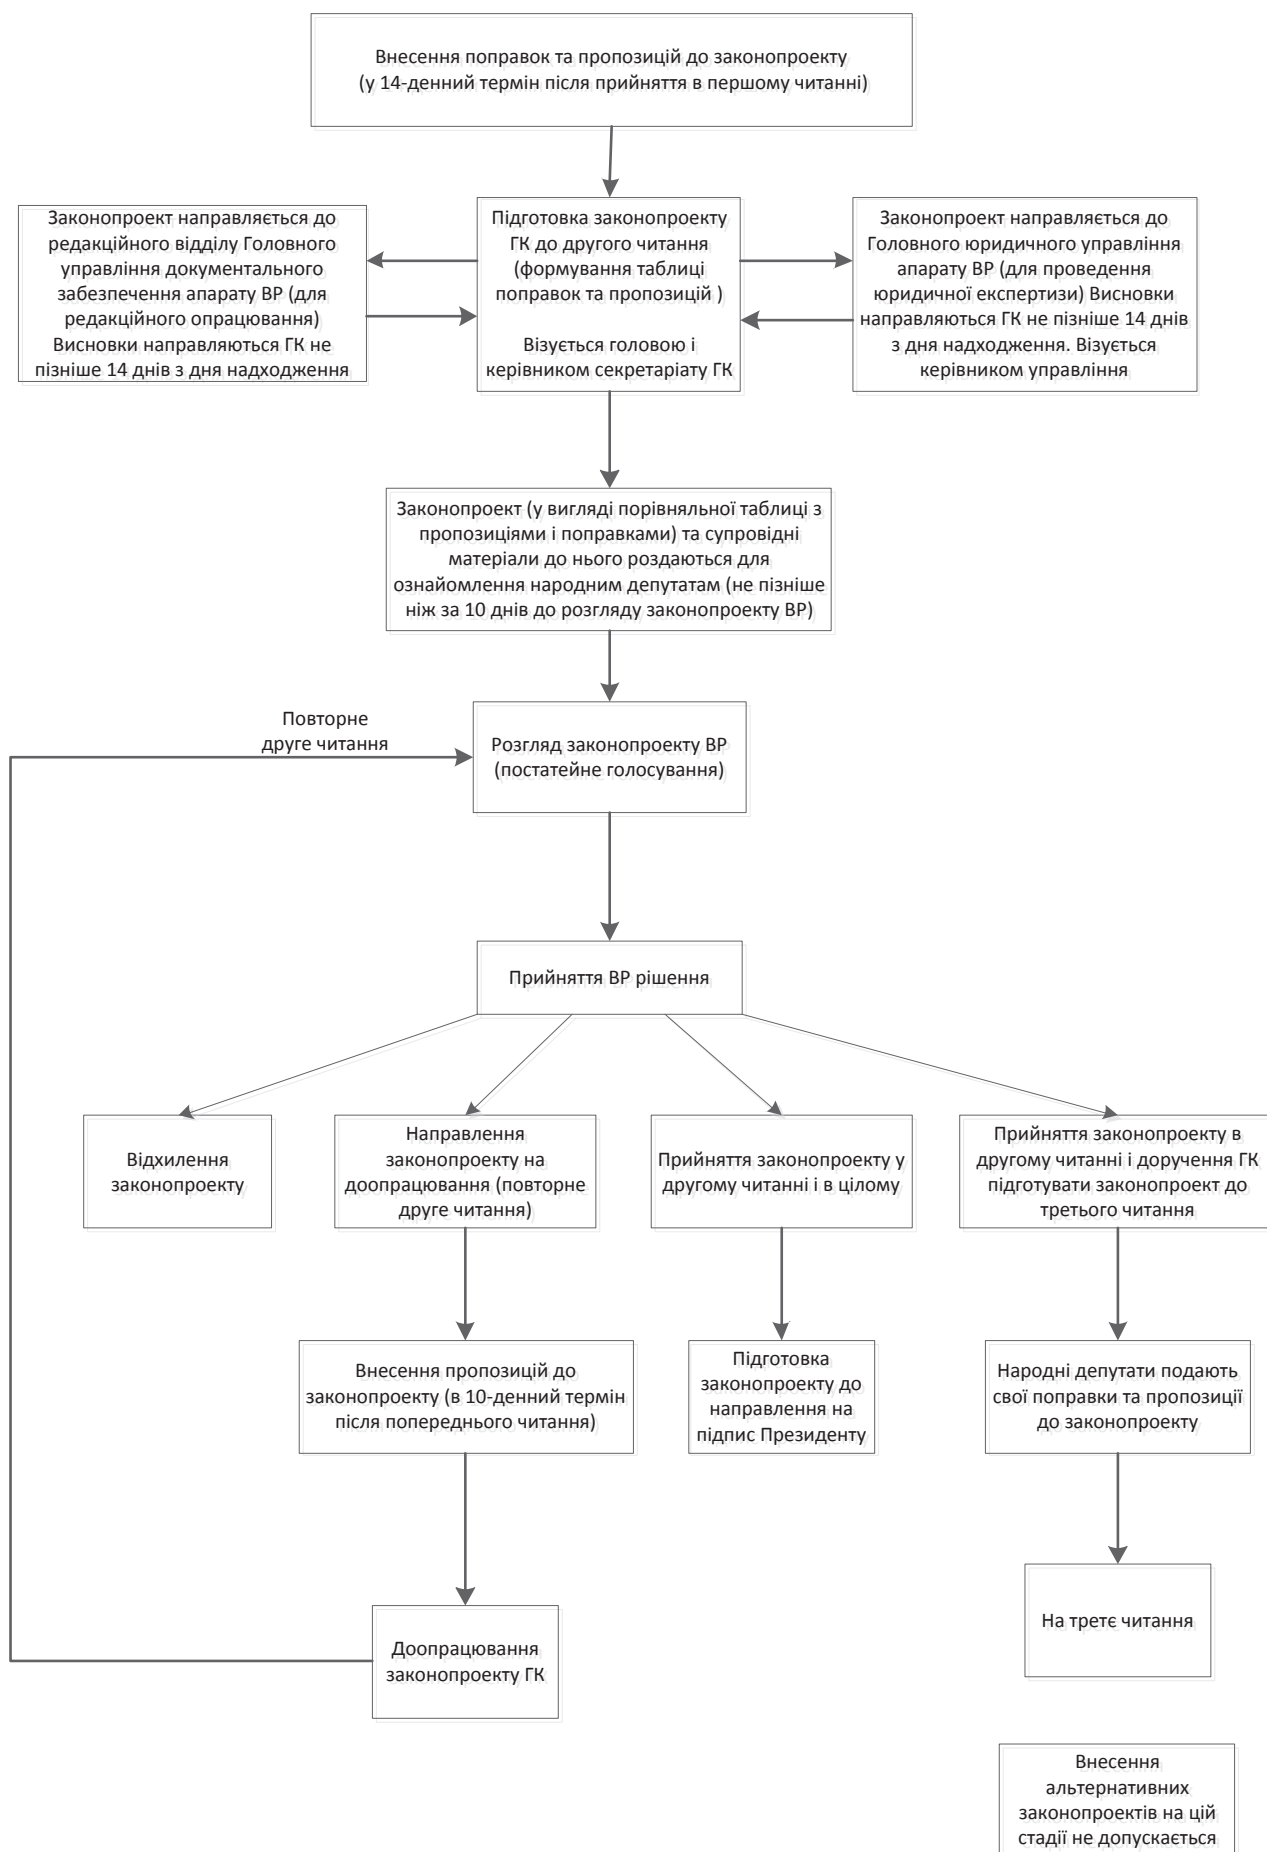 Внесення поправок та пропозицій до законопроекту
(у 14-денний термін після прийняття в першому читанні)
Законопроект направляється до
редакційного відділу Головного
управління документального
забезпечення апарату ВР (для
редакційного опрацювання)
Висновки направляються ГК не
пізніше 14 днів з дня надходження
Підготовка законопроекту
ГК до другого читання
(формування таблиці
поправок та пропозицій )
Візується головою і
керівником секретаріату ГК
Законопроект направляється до
Головного юридичного управління
апарату ВР (для проведення
юридичної експертизи) Висновки
направляються ГК не пізніше 14 днів
з дня надходження. Візується
керівником управління
Законопроект (у вигляді порівняльної таблиці з
пропозиціями і поправками) та супровідні
матеріали до нього роздаються для
ознайомлення народним депутатам (не пізніше
ніж за 10 днів до розгляду законопроекту ВР)
Повторне
друге читання
Розгляд законопроекту ВР
(постатейне голосування)
Прийняття ВР рішення
Відхилення
законопроекту
Направлення
законопроекту на
доопрацювання (повторне
друге читання)
Прийняття законопроекту у
другому читанні і в цілому
Прийняття законопроекту в
другому читанні і доручення ГК
підготувати законопроект до
третього читання
Внесення пропозицій до
законопроекту (в 10-денний термін
після попереднього читання)
Підготовка
законопроекту до
направлення на
підпис Президенту
Народні депутати подають
свої поправки та пропозиції
до законопроекту
Доопрацювання
законопроекту ГК
На третє читання
Внесення
альтернативних
законопроектів на цій
стадії не допускається